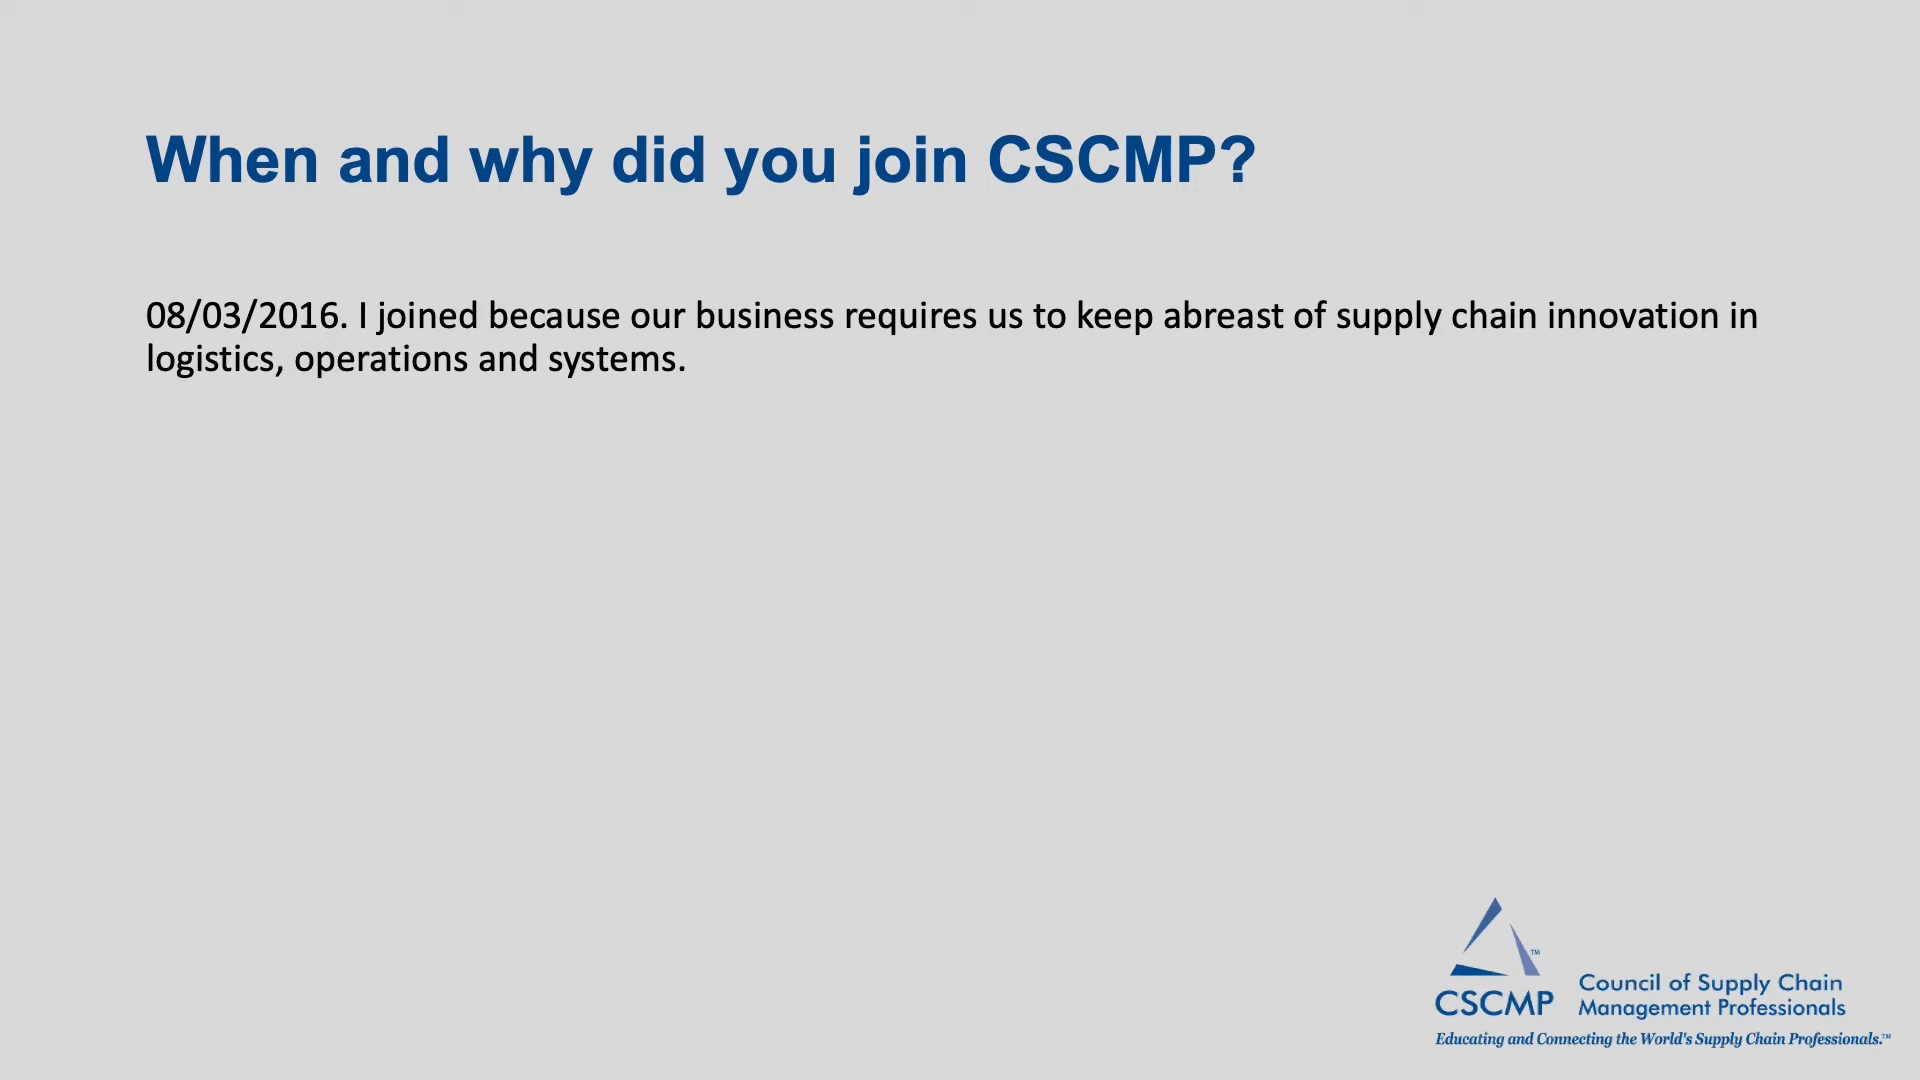 When and why did you join CSCMP?
08/03/2016. I joined because our business requires us to keep abreast of supply chain innovation in
logistics, operations and systems.
TM
CSCMP
Council of Supply Chain
Management Professionals
Educating and Connecting the World's Supply Chain Professionals.™